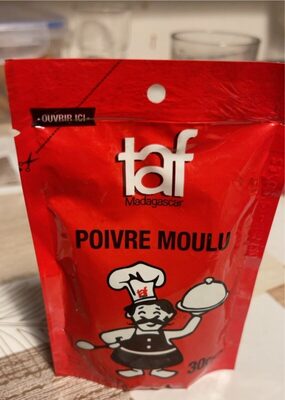 OUVRIR ICI
taf
Madagascar
POIVRE MOULU